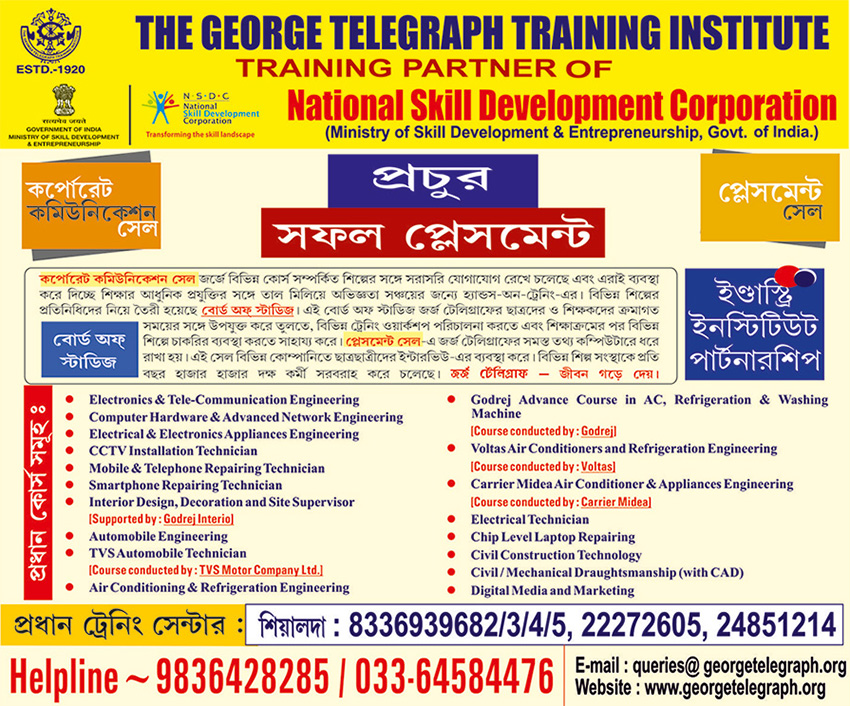 THE GEORGE TELEGRAPH TRAINING INSTITUTE
ESTD.-1920
TRAINING PARTNER OF
National Skill Development Corporation
(Ministry of Skill Development & Entrepreneurship, Govt. of India.)
सत्यमेव जयते
GOVERNMENT OF INDIA
MINISTRY OF SKILL DEVELOPMENT
& ENTREPRENEURSHIP
N·S·D·C
National
Skill Development
Corporation
Transforming the skill landscape
কর্পোরেট
কমিউনিকেশন
সেল
প্রচুর
সফল প্লেসমেন্ট
প্লেসমেন্ট
সেল
কর্পোরেট কমিউনিকেশন সেল জর্জে বিভিন্ন কোর্স সম্পর্কিত শিল্পের সঙ্গে সরাসরি যোগাযোগ রেখে চলেছে এবং এরাই ব্যবস্থা
করে দিচ্ছে শিক্ষার আধুনিক প্রযুক্তির সঙ্গে তাল মিলিয়ে অভিজ্ঞতা সঞ্চয়ের জন্যে হ্যান্ডস-অন-ট্রেনিং-এর। বিভিন্ন শিল্পের
প্রতিনিধিদের নিয়ে তৈরী হয়েছে বোর্ড অফ স্টাডিজ। এই বোর্ড অফ স্টাডিজ জর্জ টেলিগ্রাফের ছাত্রদের ও শিক্ষকদের ক্রমাগত
সময়ের সঙ্গে উপযুক্ত করে তুলতে, বিভিন্ন ট্রেনিং ওয়ার্কশপ পরিচালনা করতে এবং শিক্ষাক্রমের পর বিভিন্ন
শিল্পে চাকরির ব্যবস্থা করতে সাহায্য করে। প্লেসমেন্ট সেল-এ জর্জ টেলিগ্রাফের সমস্ত তথ্য কম্পিউটারে ধরে
রাখা হয়। এই সেল বিভিন্ন কোম্পানিতে ছাত্রছাত্রীদের ইন্টারভিউ-এর ব্যবস্থা করে। বিভিন্ন শিল্প সংস্থাকে প্রতি
বছর হাজার হাজার দক্ষ কর্মী সরবরাহ করে চলেছে। জর্জ টেলিগ্রাফ – জীবন গড়ে দেয়।
বোর্ড অফ্
স্টাডিজ
ইণ্ডাস্ট্রি
ইনস্টিটিউট
পার্টনারশিপ
প্রধান কোর্স সমূহ :
Electronics & Tele-Communication Engineering
Computer Hardware & Advanced Network Engineering
Electrical & Electronics Appliances Engineering
CCTV Installation Technician
Mobile & Telephone Repairing Technician
Smartphone Repairing Technician
Interior Design, Decoration and Site Supervisor
[Supported by : Godrej Interio]
Automobile Engineering
TVS Automobile Technician
[Course conducted by : TVS Motor Company Ltd.]
Air Conditioning & Refrigeration Engineering
Godrej Advance Course in AC, Refrigeration & Washing
Machine
[Course conducted by : Godrej]
Voltas Air Conditioners and Refrigeration Engineering
[Course conducted by : Voltas]
Carrier Midea Air Conditioner & Appliances Engineering
[Course conducted by : Carrier Midea]
Electrical Technician
Chip Level Laptop Repairing
Civil Construction Technology
Civil / Mechanical Draughtsmanship (with CAD)
Digital Media and Marketing
প্রধান ট্রেনিং সেন্টার : শিয়ালদা : 8336939682/3/4/5, 22272605, 24851214
Helpline ~ 9836428285 / 033-64584476
E-mail : queries@ georgetelegraph.org
Website : www.georgetelegraph.org